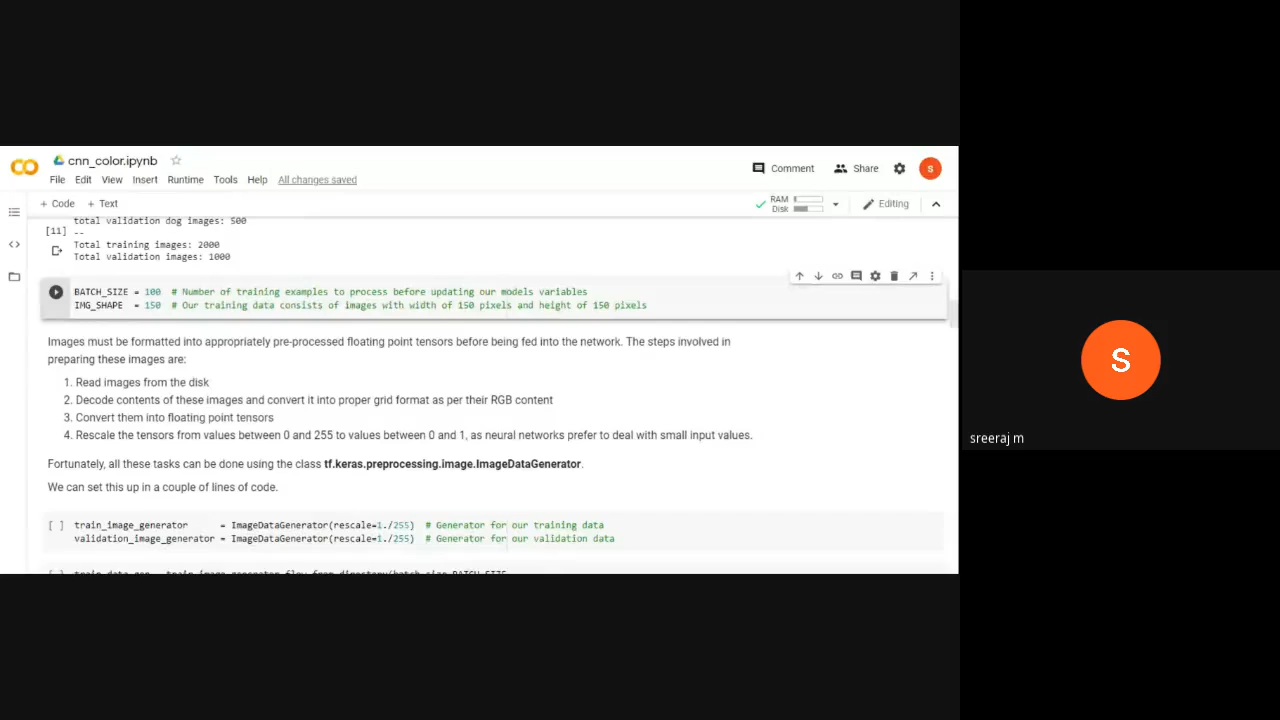 cnn_color.ipynb
File Edit View Insert Runtime Tools Help All changes saved
Comment Share S
+ Code + Text
RAM
Disk
Editing
total validation dog images: 500
[11] --
Total training images: 2000
Total validation images: 1000
BATCH_SIZE = 100 # Number of training examples to process before updating our models variables
IMG_SHAPE = 150 # Our training data consists of images with width of 150 pixels and height of 150 pixels
Images must be formatted into appropriately pre-processed floating point tensors before being fed into the network. The steps involved in
preparing these images are:
1. Read images from the disk
2. Decode contents of these images and convert it into proper grid format as per their RGB content
3. Convert them into floating point tensors
4. Rescale the tensors from values between 0 and 255 to values between 0 and 1, as neural networks prefer to deal with small input values.
Fortunately, all these tasks can be done using the class tf.keras.preprocessing.image.ImageDataGenerator.
We can set this up in a couple of lines of code.
[ ] train_image_generator = ImageDataGenerator(rescale=1./255) # Generator for our training data
validation_image_generator = ImageDataGenerator(rescale=1./255) # Generator for our validation data
[ ] train_data_gen = train_image_generator.flow_from_directory(batch_size=BATCH_SIZE,
S
sreeraj m